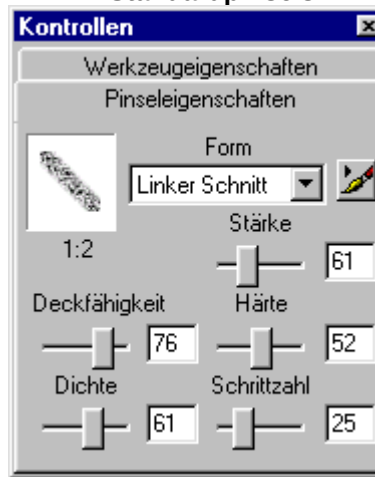 Kontrollen
Werkzeugeigenschaften
Pinseleigenschaften
Form
Linker Schnitt
1:2
Stärke
61
Deckfähigkeit
Härte
76
52
Dichte
Schrittzahl
61
25